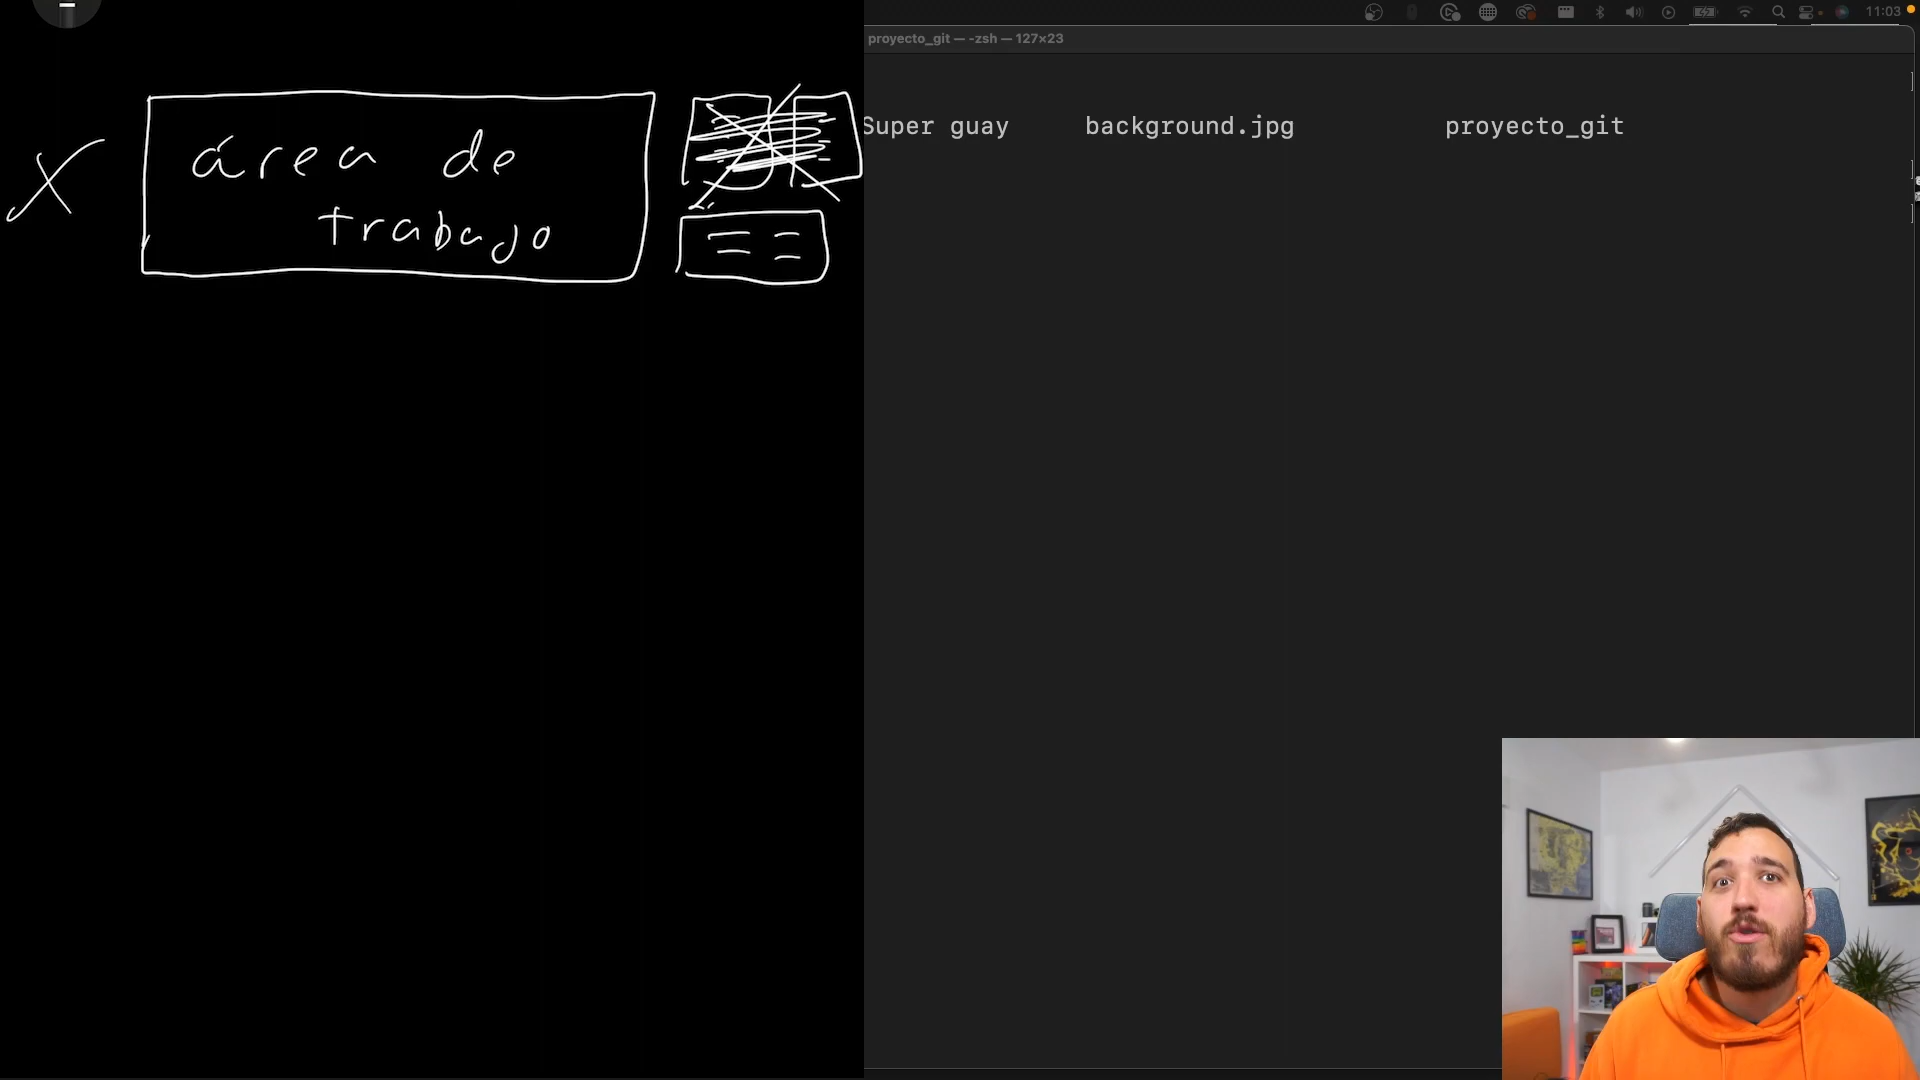 11:03
proyecto_git — -zsh — 127×23
Super guay background.jpg proyecto_git
área de
trabajo